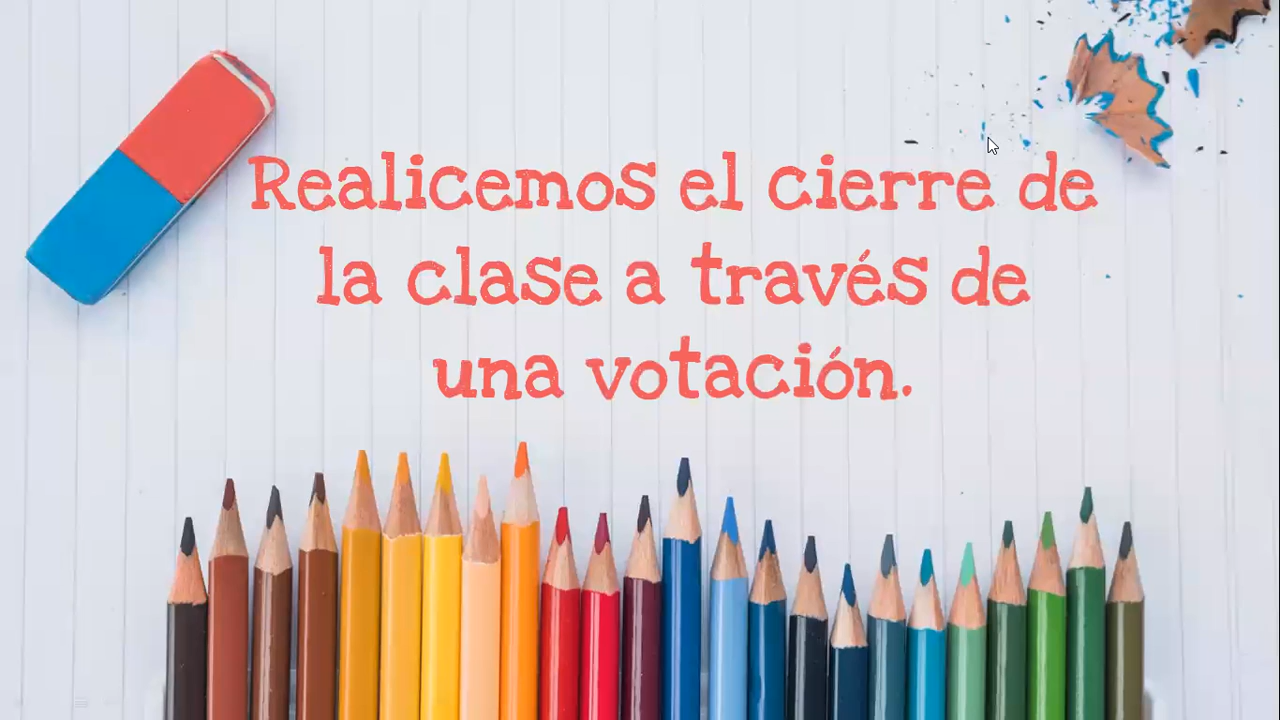 Realicemos el cierre de
la clase a través de
una votación.